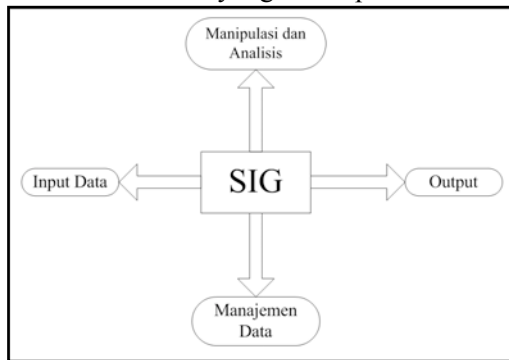 Manipulasi dan
Analisis
Input Data
SIG
Output
Manajemen
Data